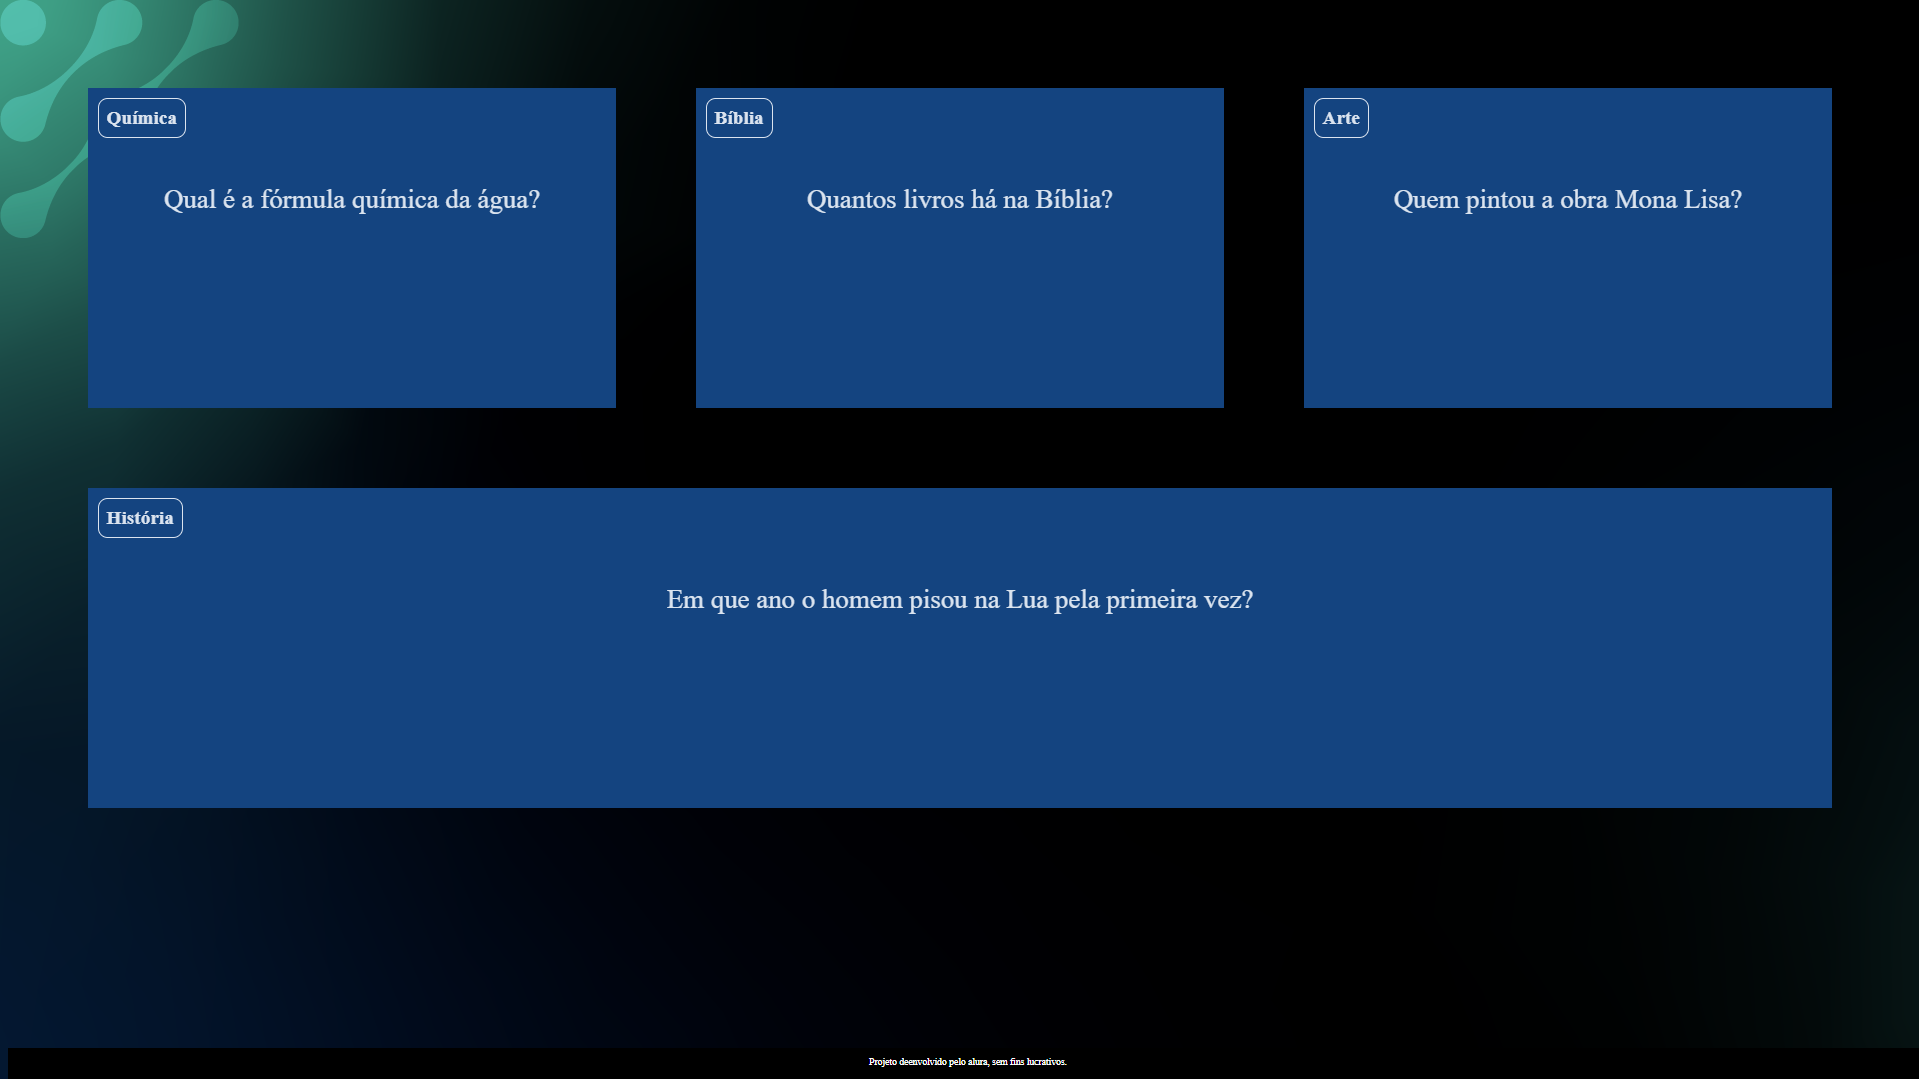 Química
Qual é a fórmula química da água?
Bíblia
Quantos livros há na Bíblia?
Arte
Quem pintou a obra Mona Lisa?
História
Em que ano o homem pisou na Lua pela primeira vez?
Projeto deenvolvido pelo alura, sem fins lucrativos.